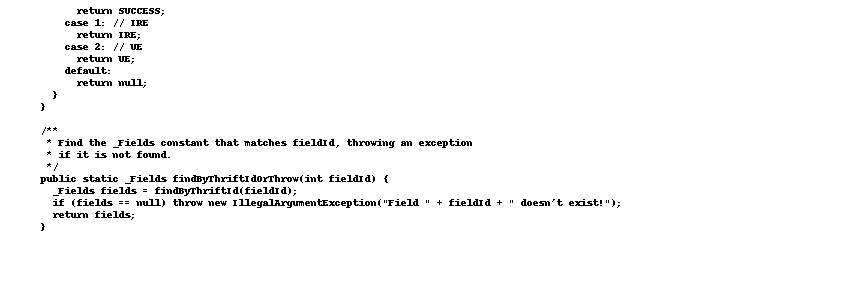 return SUCCESS;
case 1: // IRE
return IRE;
case 2: // UE
return UE;
default:
return null;
}
}
/**
* Find the _Fields constant that matches fieldId, throwing an exception
* if it is not found.
*/
public static _Fields findByThriftIdOrThrow(int fieldId) {
_Fields fields = findByThriftId(fieldId);
if (fields == null) throw new IllegalArgumentException("Field " + fieldId + " doesn't exist!");
return fields;
}